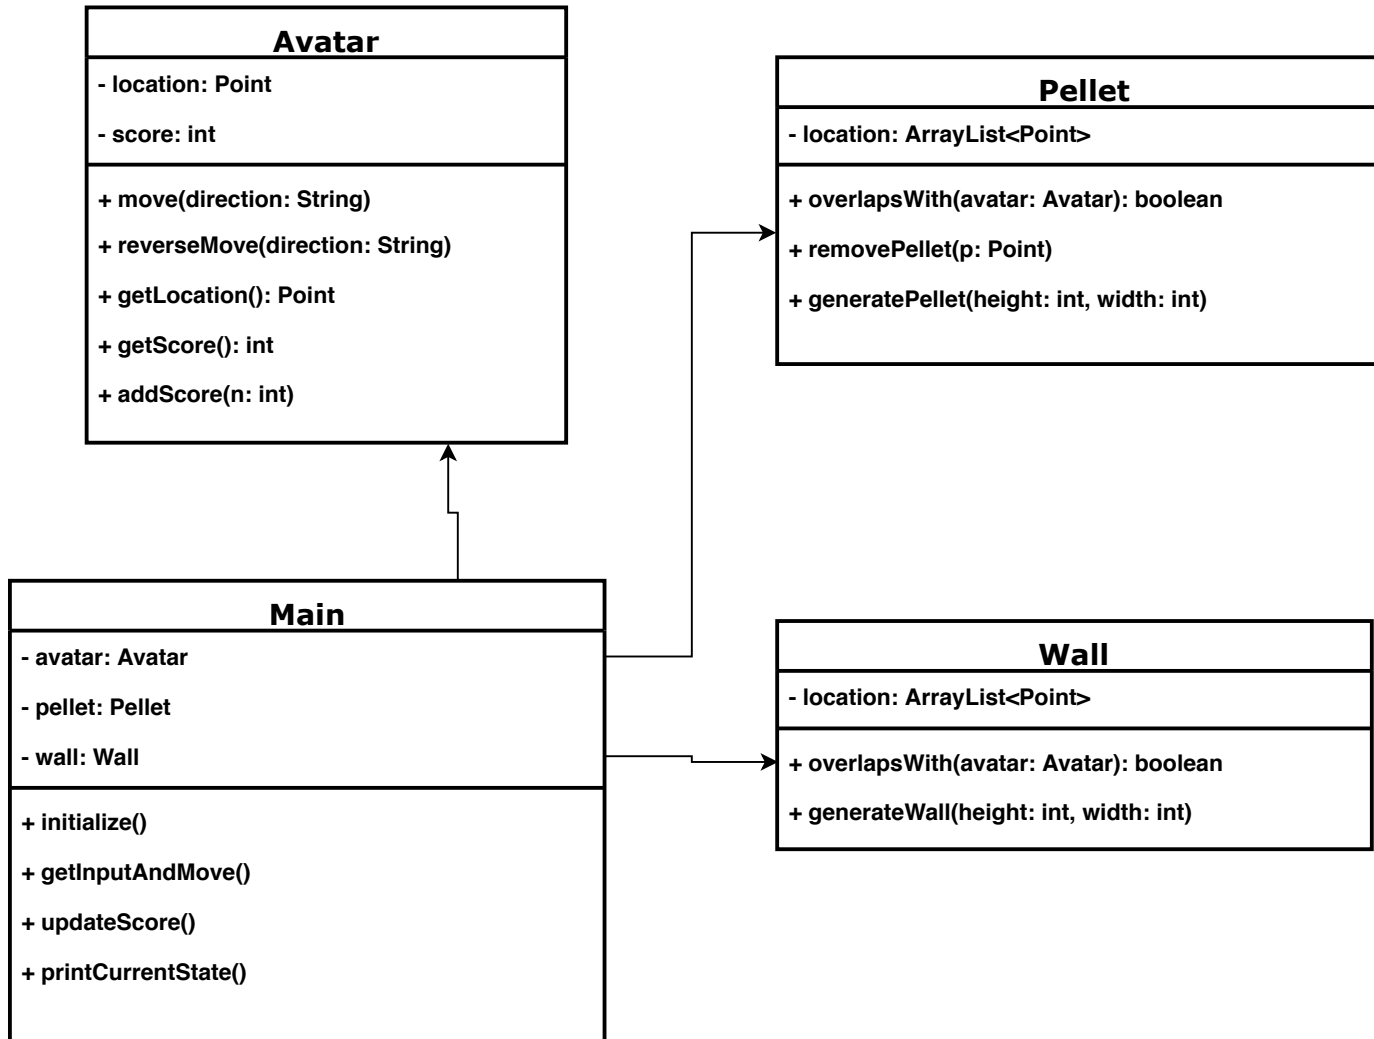 Avatar
- location: Point
- score: int
+ move(direction: String)
+ reverseMove(direction: String)
+ getLocation(): Point
+ getScore(): int
+ addScore(n: int)
Pellet
- location: ArrayList<Point>
+ overlapsWith(avatar: Avatar): boolean
+ removePellet(p: Point)
+ generatePellet(height: int, width: int)
Main
- avatar: Avatar
- pellet: Pellet
- wall: Wall
+ initialize()
+ getInputAndMove()
+ updateScore()
+ printCurrentState()
Wall
- location: ArrayList<Point>
+ overlapsWith(avatar: Avatar): boolean
+ generateWall(height: int, width: int)